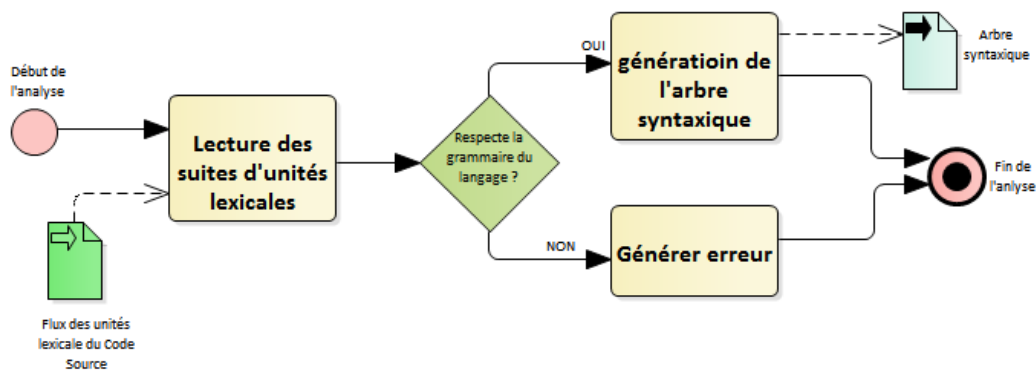 Début de
l'analyse
Lecture des
suites d'unités
lexicales
Flux des unités
lexicale du Code
Source
Respecte la
grammaire du
langage ?
OUI
génératioin de
l'arbre
syntaxique
Arbre
syntaxique
NON
Générer erreur
Fin de
l'anlyse